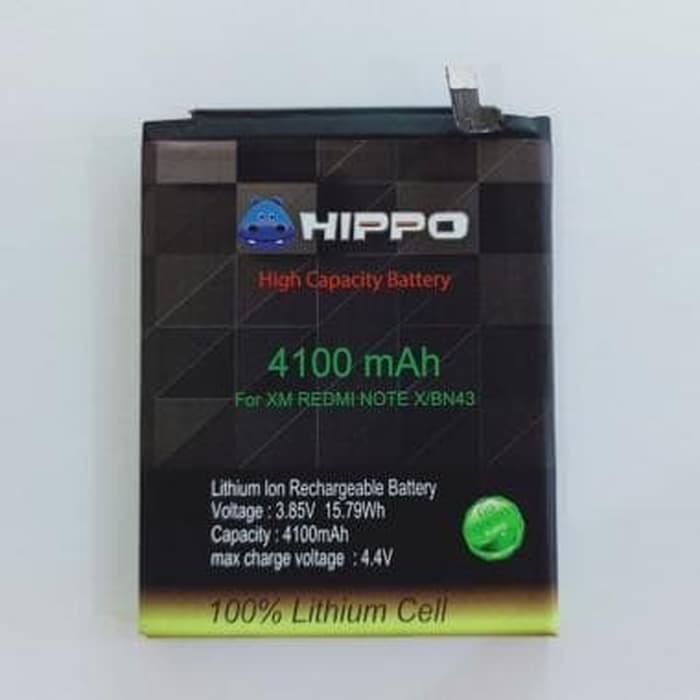 HIPPO
High Capacity Battery
4100 mAh
For XM REDMI NOTE X/BN43
Lithium Ion Rechargeable Battery
Voltage : 3.85V 15.79Wh
Capacity : 4100mAh
max charge voltage : 4.4V
100% Lithium Cell